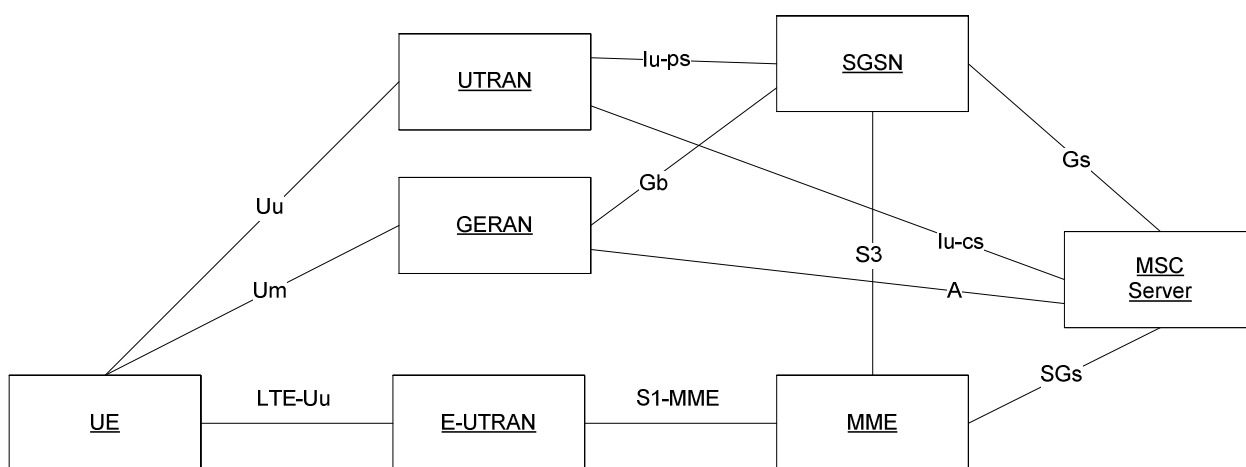 Iu-ps
SGSN
UTRAN
Gs
Gb
Uu
GERAN
Iu-cs
S3
MSC
Server
Um
A
SGs
LTE-Uu
S1-MME
UE
E-UTRAN
MME